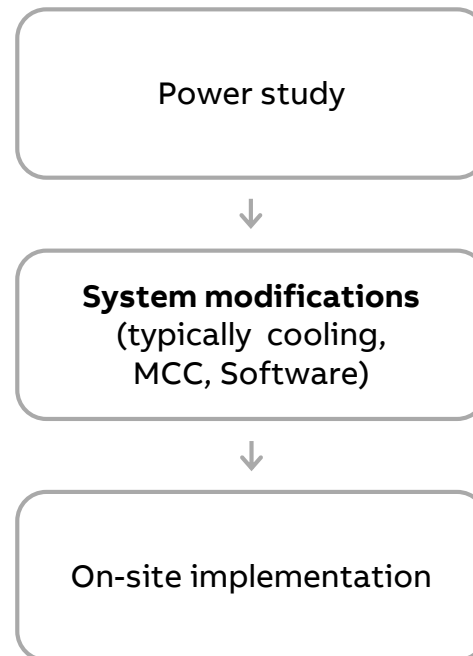 Power study
System modifications
(typically cooling,
MCC, Software)
On-site implementation